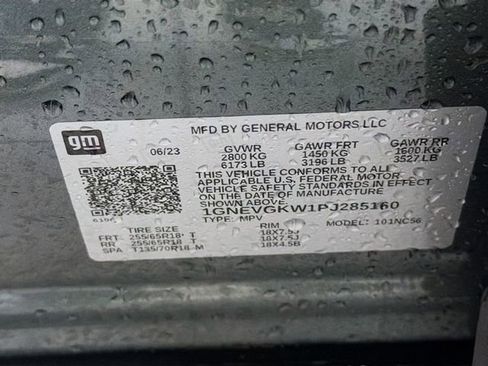 gm
MFD BY GENERAL MOTORS LLC
06/23 GVWR GAWR FRT GAWR RR
2800 KG 1450 KG 1600 KG
6173 LB 3196 LB 3527 LB
THIS VEHICLE CONFORMS TO ALL
APPLICABLE U.S. FEDERAL MOTOR
VEHICLE SAFETY STANDARDS IN
EFFECT ON THE DATE OF MANUFACTURE
SHOWN ABOVE.
1GNEVGKW1PJ285160
TYPE: MPV MODEL: 101NC56
TIRE SIZE RIM
FRT 255/65R18 T 18X7.5J
RR 255/65R18 T 18X7.5J
SPA T135/70R18 M 18X4.5B